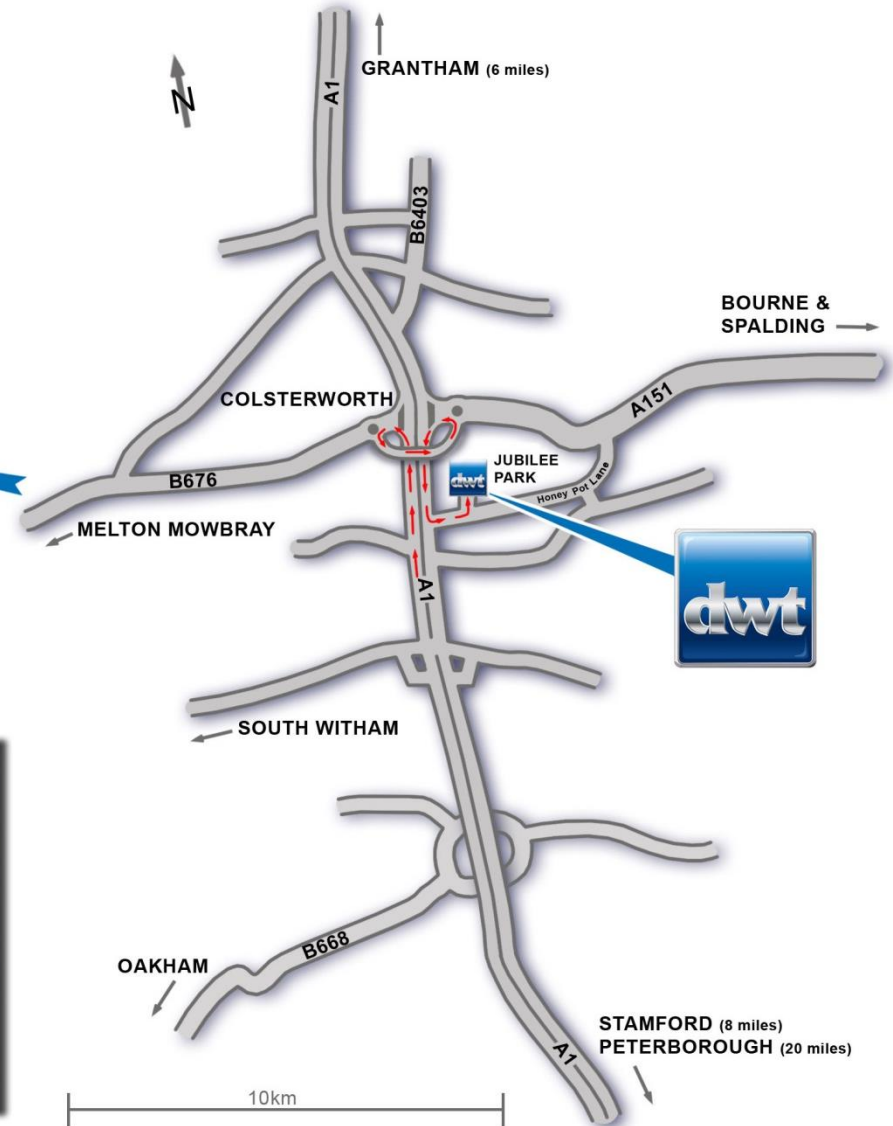 N
GRANTHAM (6 miles)
A1
B6403
BOURNE &
SPALDING
A151
COLSTERWORTH
B676
JUBILEE
PARK
dwt
Honey Pot Lane
MELTON MOWBRAY
A1
dwt
SOUTH WITHAM
B668
OAKHAM
STAMFORD (8 miles)
PETERBOROUGH (20 miles)
A1
10km